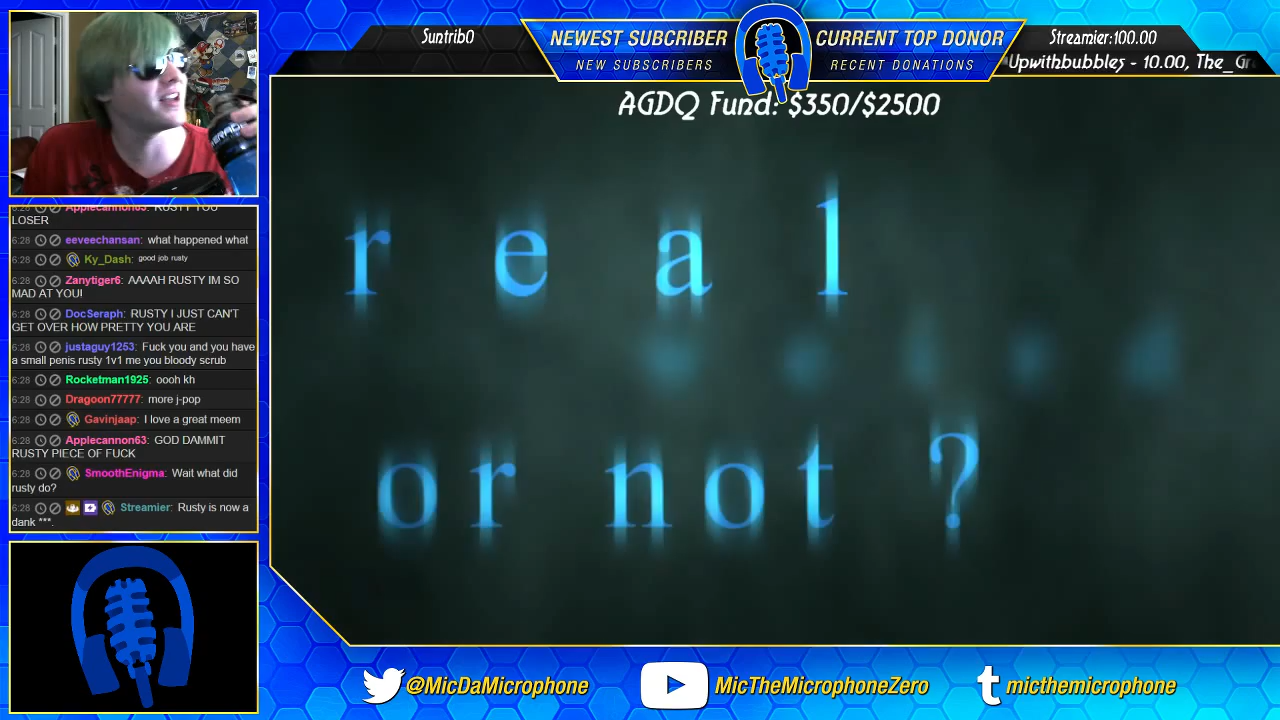 Suntrib0
NEWEST SUBCRIBER
NEW SUBSCRIBERS
CURRENT TOP DONOR
RECENT DONATIONS
Streamier:100.00
Upwithbubbles - 10.00, The_Gr
AGDQ Fund: $350/$2500
real
or not ?
6:28 Applecannon63: RUSTY YOU
LOSER
6:28 eeveechansan: what happened what
6:28 Ky_Dash: good job rusty
6:28 Zanytiger6: AAAAH RUSTY IM SO
MAD AT YOU!
6:28 DocSeraph: RUSTY I JUST CAN'T
GET OVER HOW PRETTY YOU ARE
6:28 justaguy1253: Fuck you and you have
a small penis rusty 1v1 me you bloody scrub
6:28 Rocketman1925: oooh kh
6:28 Dragoon77777: more j-pop
6:28 Gavinjaap: I love a great meem
6:28 Applecannon63: GOD DAMMIT
RUSTY PIECE OF FUCK
6:28 SmoothEnigma: Wait what did
rusty do?
6:28 Streamier: Rusty is now a
dank ***.
@MicDaMicrophone
MicTheMicrophoneZero
t micthemicrophone